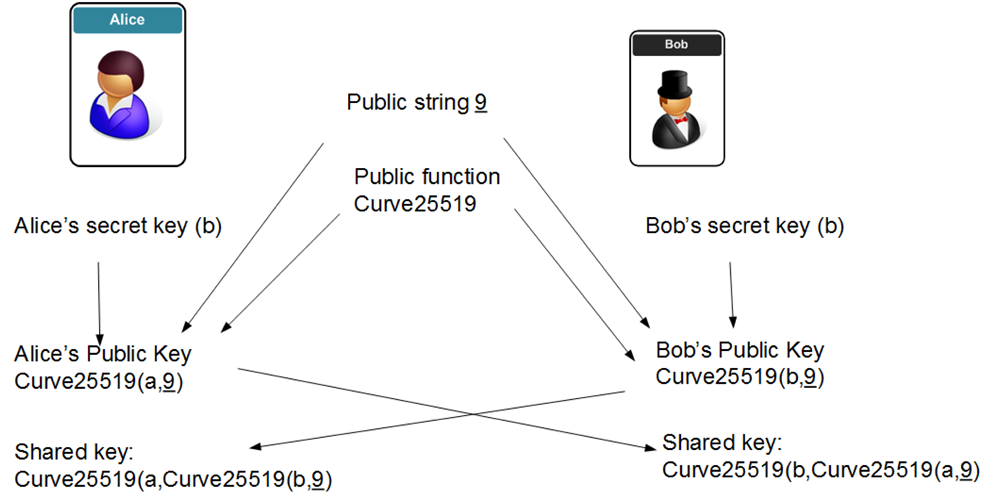 Alice
Bob
Public string 9
Public function
Curve25519
Alice's secret key (b)
Bob's secret key (b)
Alice's Public Key
Curve25519(a,9)
Bob's Public Key
Curve25519(b,9)
Shared key:
Curve25519(a,Curve25519(b,9)
Shared key:
Curve25519(b,Curve25519(a,9)